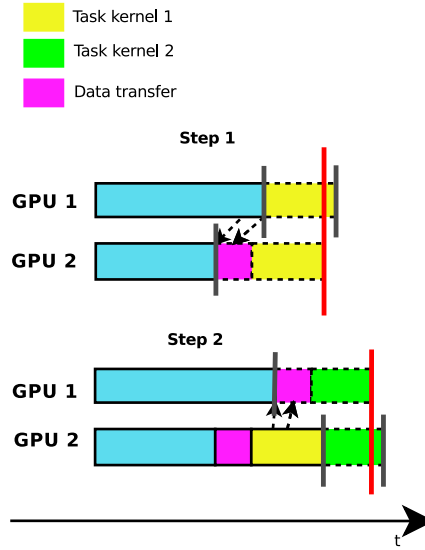 Task kernel 1
Task kernel 2
Data transfer
Step 1
GPU 1
GPU 2
Step 2
GPU 1
GPU 2
t